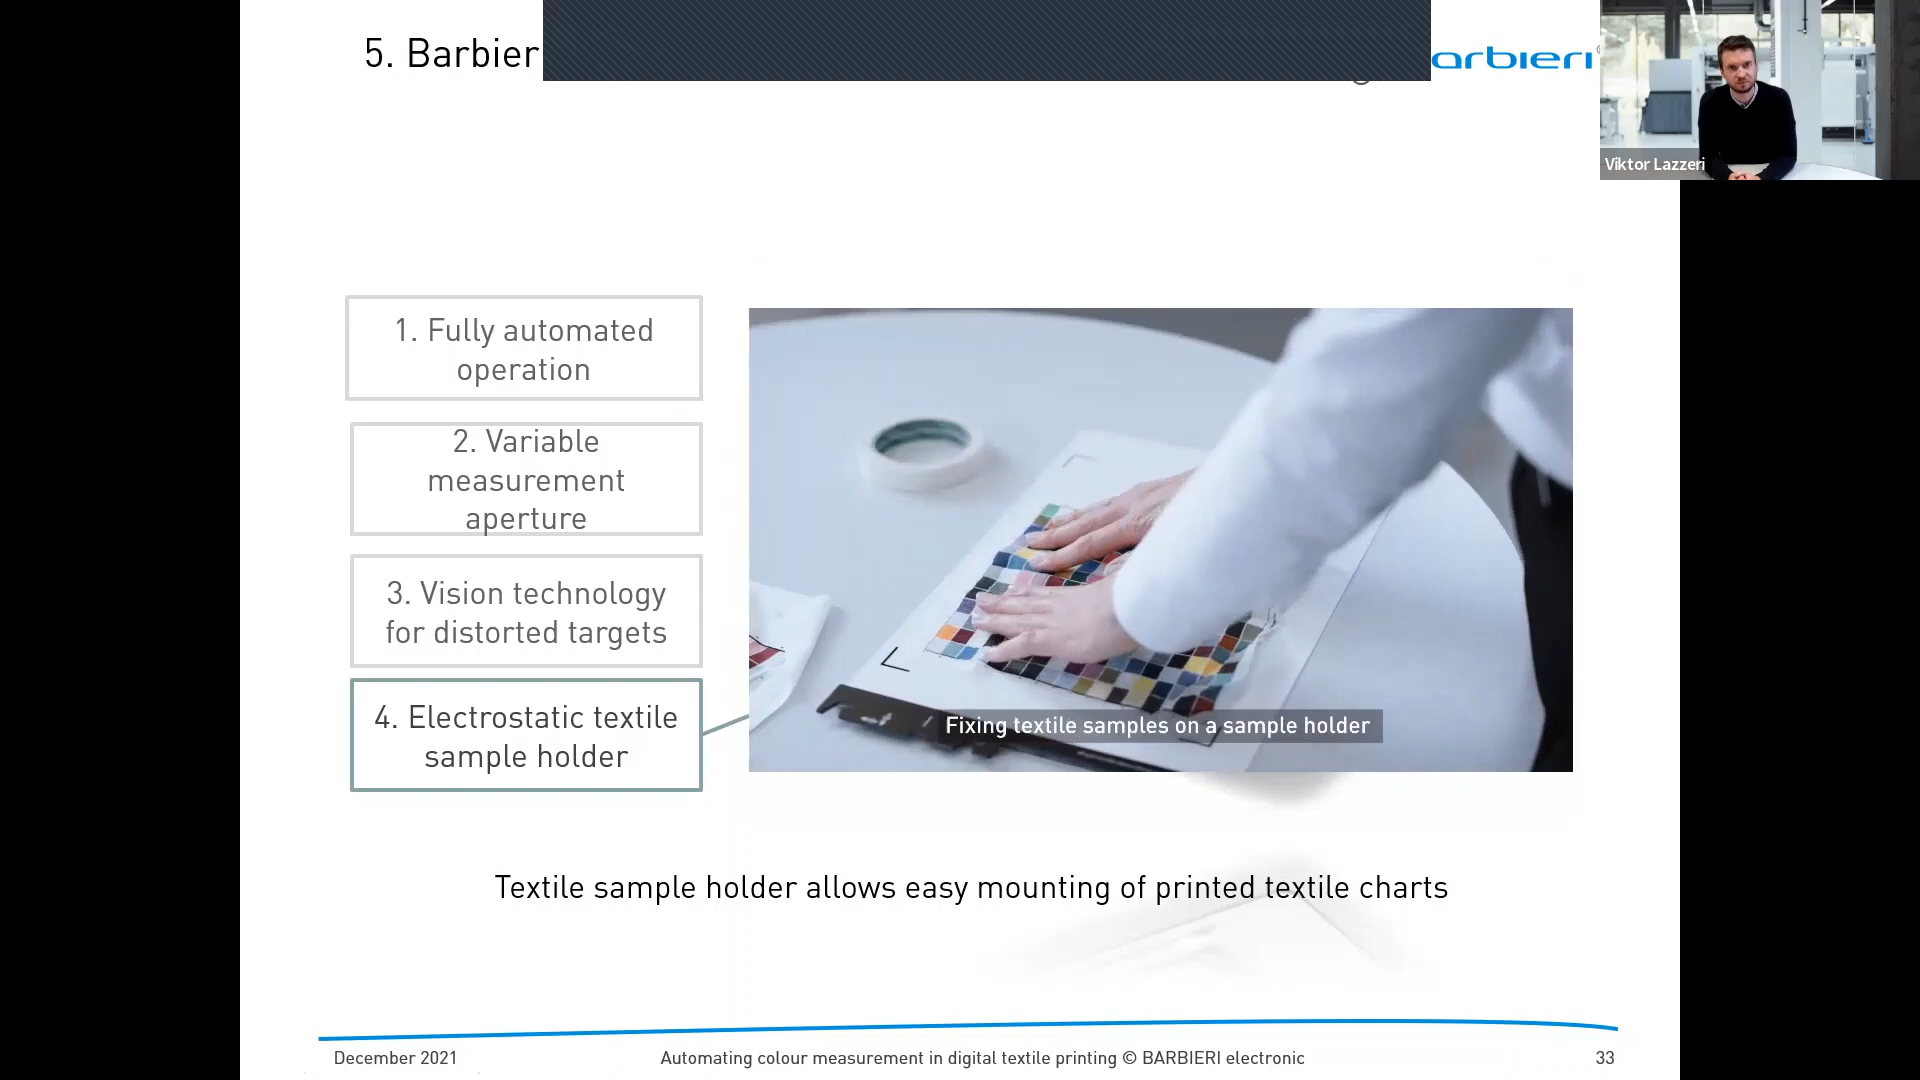 5. Barbier
arbieri
Viktor Lazzeri
1. Fully automated
operation
2. Variable
measurement
aperture
3. Vision technology
for distorted targets
4. Electrostatic textile
sample holder
Fixing textile samples on a sample holder
Textile sample holder allows easy mounting of printed textile charts
December 2021
Automating colour measurement in digital textile printing © BARBIERI electronic
33